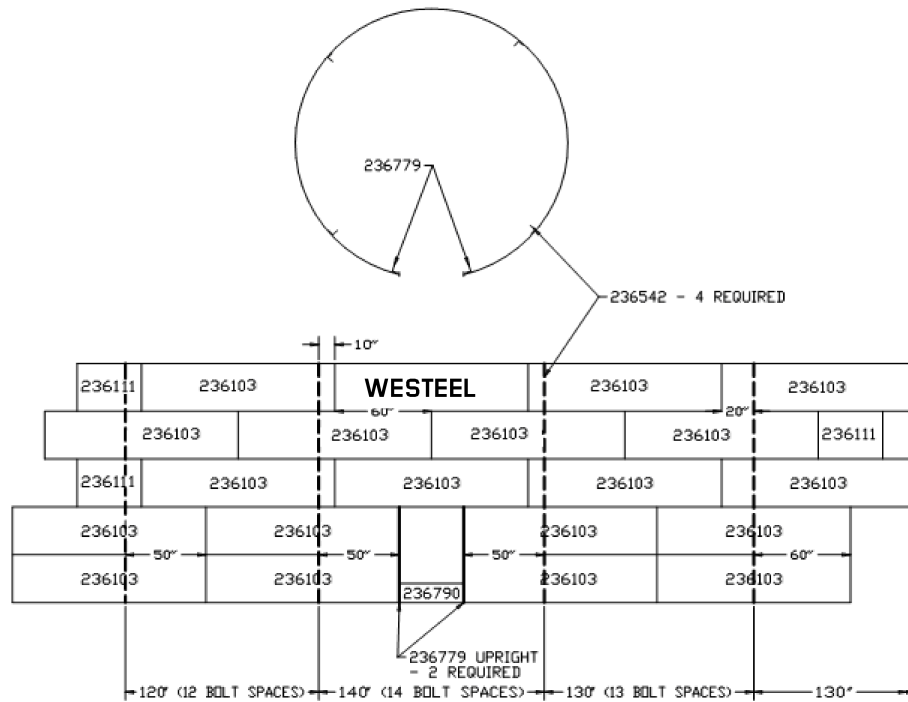 236779
236542 - 4 REQUIRED
10"
236111 236103 WESTEEL 236103 236103
60" 20"
236103 236103 236103 236103 236111
236111 236103 236103 236103 236103
236103 236103 236103 236103
50" 50" 50" 60"
236103 236103 236103 236103
236790
236779 UPRIGHT
- 2 REQUIRED
120" (12 BOLT SPACES) 140" (14 BOLT SPACES) 130" (13 BOLT SPACES) 130"